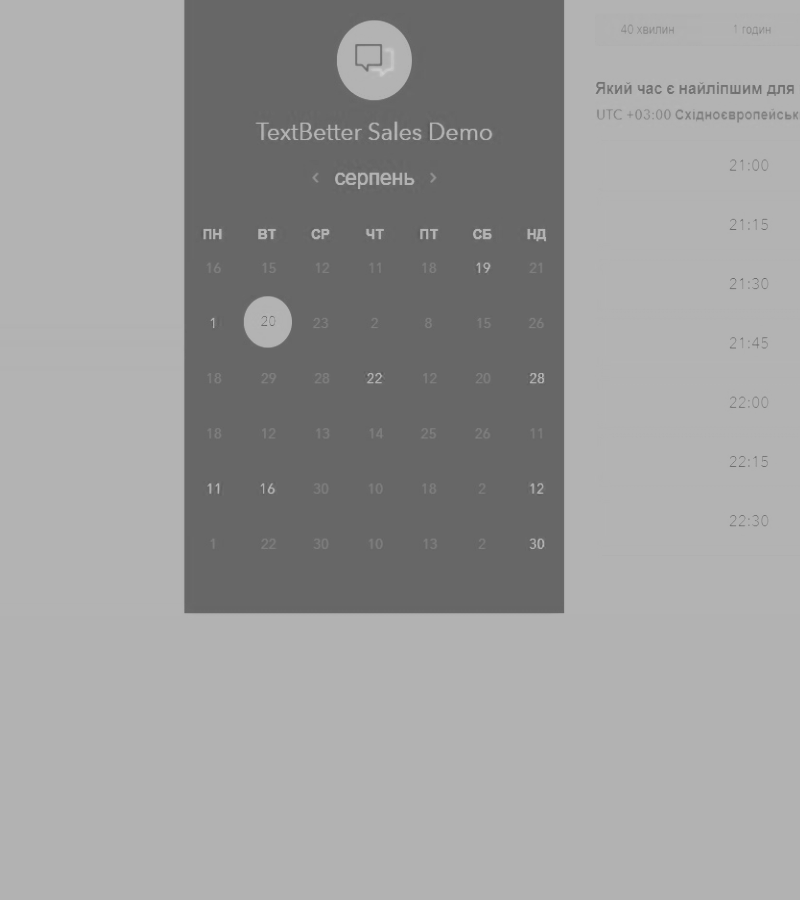 TextBetter Sales Demo
‹ серпень ›
ПН ВТ СР ЧТ ПТ СБ НД
16 15 12 11 18 19 21
1 20 23 2 8 15 26
18 29 28 22 12 20 28
18 12 13 14 25 26 11
11 16 30 10 18 2 12
1 22 30 10 13 2 30
40 хвилин 1 годин
Який час є найліпшим для
UTC +03:00 Східноєвропейськ
21:00
21:15
21:30
21:45
22:00
22:15
22:30